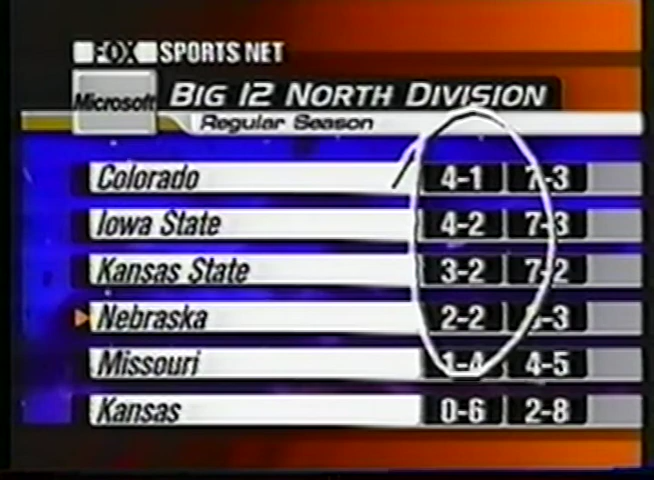 FOX SPORTS NET
Microsoft BIG 12 NORTH DIVISION
Regular Season
Colorado 4-1 7-3
Iowa State 4-2 7-3
Kansas State 3-2 7-2
Nebraska 2-2
Missouri 1-4 4-5
Kansas 0-6 2-8